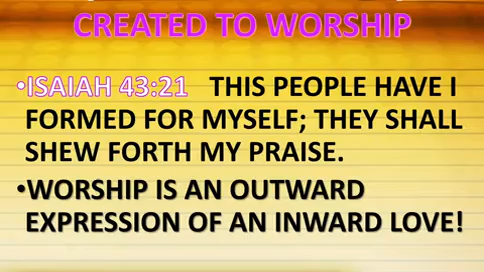 CREATED TO WORSHIP
•ISAIAH 43:21 THIS PEOPLE HAVE I
FORMED FOR MYSELF; THEY SHALL
SHEW FORTH MY PRAISE.
•WORSHIP IS AN OUTWARD
EXPRESSION OF AN INWARD LOVE!